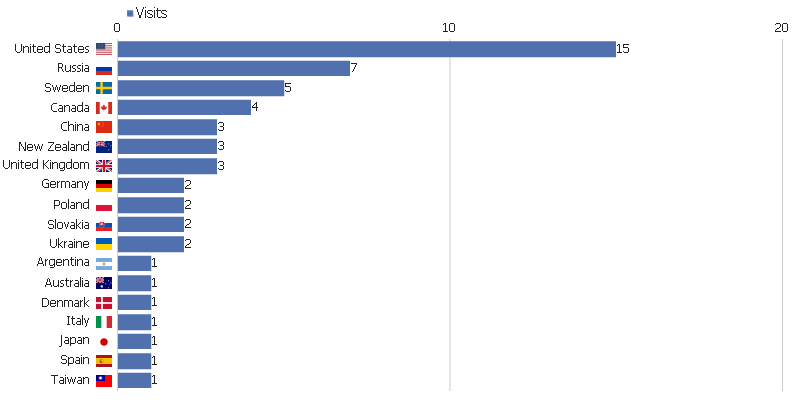 Visits
0 10 20
United States 15
Russia 7
Sweden 5
Canada 4
China 3
New Zealand 3
United Kingdom 3
Germany 2
Poland 2
Slovakia 2
Ukraine 2
Argentina 1
Australia 1
Denmark 1
Italy 1
Japan 1
Spain 1
Taiwan 1